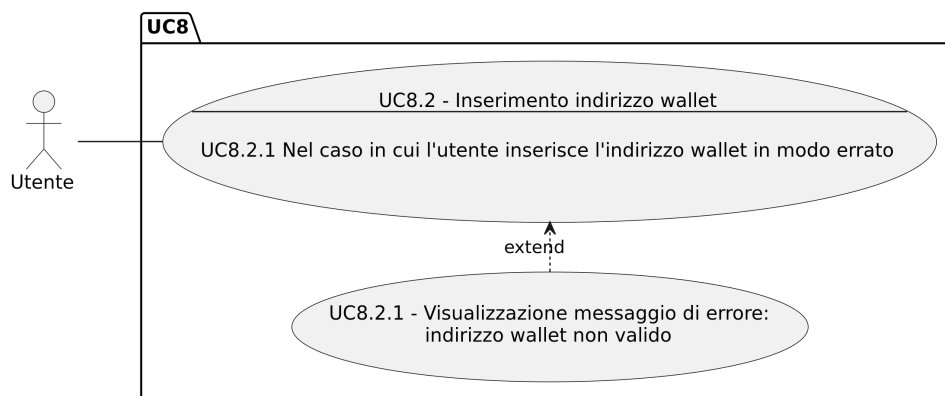 UC8
UC8.2 - Inserimento indirizzo wallet
UC8.2.1 Nel caso in cui l'utente inserisce l'indirizzo wallet in modo errato
Utente
extend
UC8.2.1 - Visualizzazione messaggio di errore:
indirizzo wallet non valido